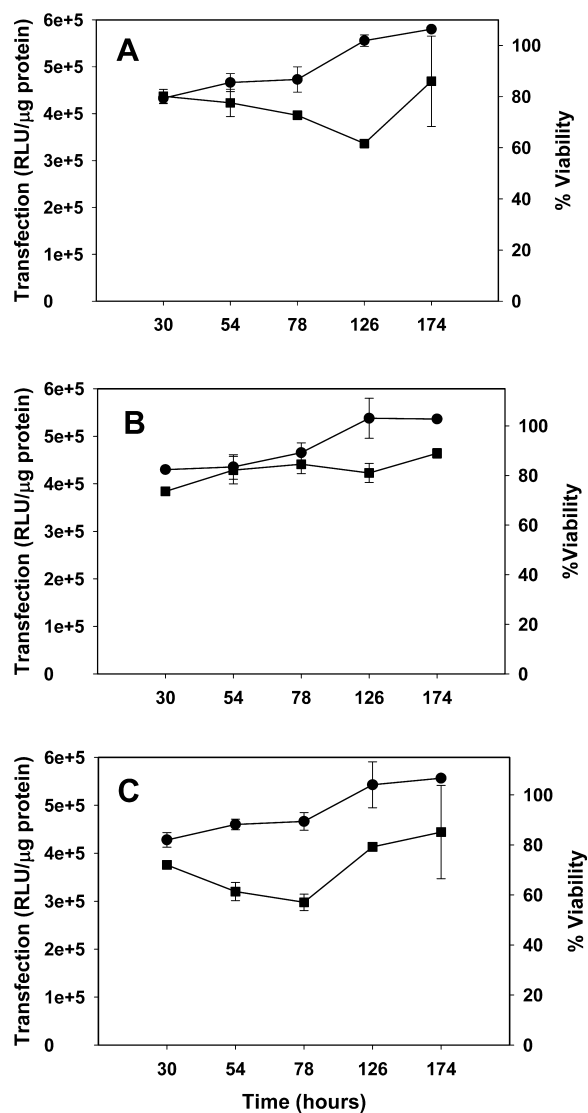 A
Transfection (RLU/µg protein)
6e+5
5e+5
4e+5
3e+5
2e+5
1e+5
0
100
80
60
40
20
0
% Viability
30 54 78 126 174
B
Transfection (RLU/µg protein)
6e+5
5e+5
4e+5
3e+5
2e+5
1e+5
0
100
80
60
40
20
0
%Viability
30 54 78 126 174
C
Transfection (RLU/µg protein)
6e+5
5e+5
4e+5
3e+5
2e+5
1e+5
0
100
80
60
40
20
0
% Viability
30 54 78 126 174
Time (hours)